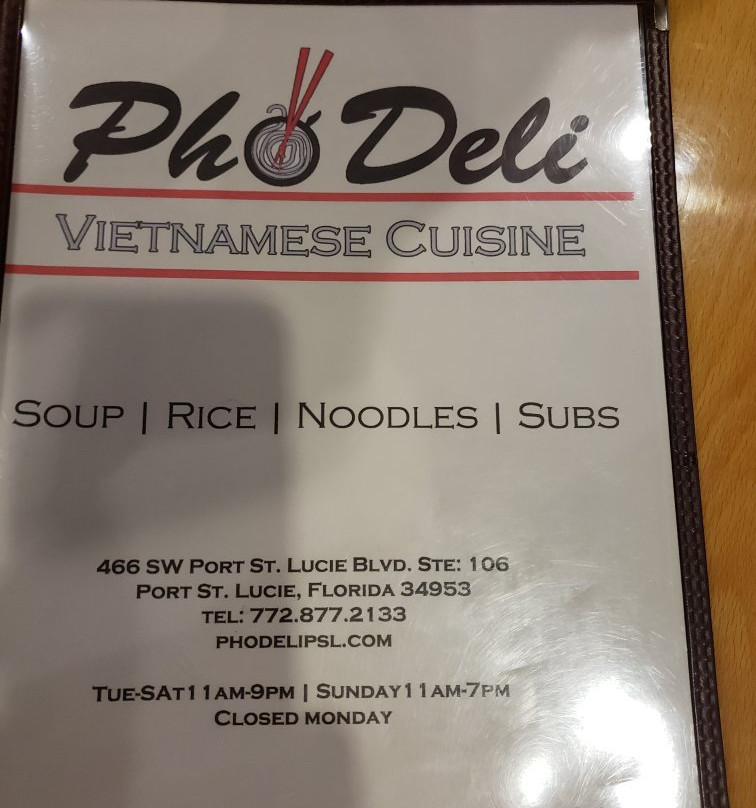 Pho Deli
VIETNAMESE CUISINE
SOUP | RICE | NOODLES | SUBS
466 SW PORT ST. LUCIE BLVD. STE: 106
PORT ST. LUCIE, FLORIDA 34953
TEL: 772.877.2133
PHODELIPSL.COM
TUE-SAT 11AM-9PM | SUNDAY 11AM-7PM
CLOSED MONDAY